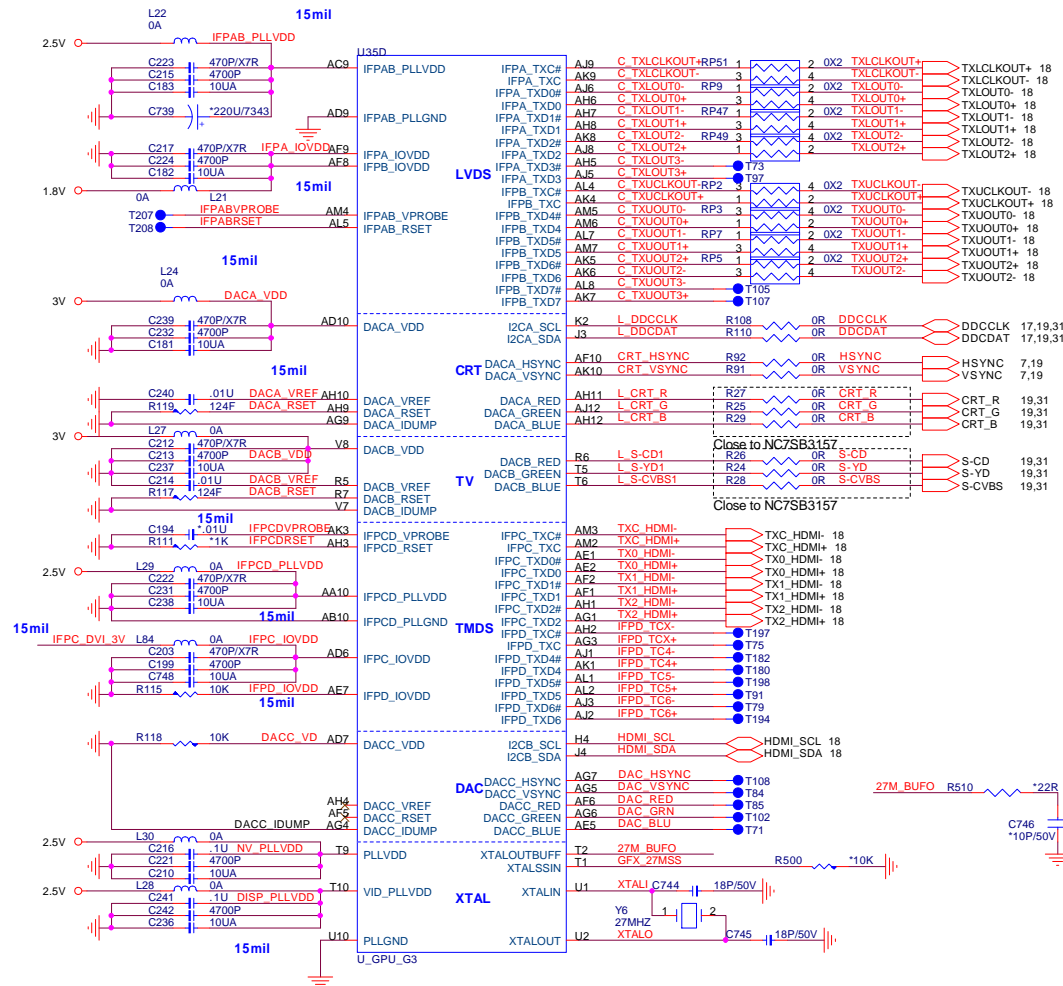 L22
0A
15mil
2.5V
IFPAB_PLLVDD
C223 470P/X7R
C215 4700P
C183 10UA
C739 *220U/7343
+
C217 470P/X7R
IFPA_IOVDD
C224 4700P
C182 10UA
1.8V
0A L21
15mil
T207 IFPABVPROBE
T208 IFPABRSET
15mil
L24
0A
3V
DACA_VDD
C239 470P/X7R
C232 4700P
C181 10UA
15mil
C240 .01U DACA_VREF
R119 124F DACA_RSET
3V L27 0A
C212 470P/X7R
C213 4700P DACB_VDD
C237 10UA
C214 .01U DACB_VREF
R117 124F DACB_RSET
15mil
C194 *.01U IFPCDVPROBE
R111 *1K IFPCDRSET
2.5V L29 0A IFPCD_PLLVDD
C222 470P/X7R
C231 4700P
C238 10UA
15mil
15mil
IFPC_DVI_3V L84 0A IFPC_IOVDD
C203 470P/X7R
C199 4700P
C748 10UA
R115 10K IFPD_IOVDD
15mil
R118 10K DACC_VD
DACC_IDUMP
2.5V L30 0A
C216 .1U NV_PLLVDD
C221 4700P
C210 10UA
2.5V L28 0A
C241 .1U DISP_PLLVDD
C242 4700P
C236 10UA
15mil
U35D
AC9 IFPAB_PLLVDD
AD9 IFPAB_PLLGND
AF9 IFPA_IOVDD
AF8 IFPB_IOVDD
AM4 IFPAB_VPROBE
AL5 IFPAB_RSET
AD10 DACA_VDD
AH10 DACA_VREF
AH9 DACA_RSET
AG9 DACA_IDUMP
V8 DACB_VDD
R5 DACB_VREF
R7 DACB_RSET
V7 DACB_IDUMP
AK3 IFPCD_VPROBE
AH3 IFPCD_RSET
AA10 IFPCD_PLLVDD
AB10 IFPCD_PLLGND
AD6 IFPC_IOVDD
AE7 IFPD_IOVDD
AD7 DACC_VDD
AH4 DACC_VREF
AF5 DACC_RSET
AG4 DACC_IDUMP
T9 PLLVDD
T10 VID_PLLVDD
U10 PLLGND
U_GPU_G3
LVDS
CRT
TV
TMDS
DAC
XTAL
IFPA_TXC# AJ9 C_TXLCLKOUT+ RP51 1 2 0X2 TXLCLKOUT+ TXLCLKOUT+ 18
IFPA_TXC AK9 C_TXLCLKOUT- 3 4 TXLCLKOUT- TXLCLKOUT- 18
IFPA_TXD0# AJ6 C_TXLOUT0- RP9 1 2 0X2 TXLOUT0- TXLOUT0- 18
IFPA_TXD0 AH6 C_TXLOUT0+ 3 4 TXLOUT0+ TXLOUT0+ 18
IFPA_TXD1# AH7 C_TXLOUT1- RP47 1 2 0X2 TXLOUT1- TXLOUT1- 18
IFPA_TXD1 AH8 C_TXLOUT1+ 3 4 TXLOUT1+ TXLOUT1+ 18
IFPA_TXD2# AK8 C_TXLOUT2- RP49 3 4 0X2 TXLOUT2- TXLOUT2- 18
IFPA_TXD2 AJ8 C_TXLOUT2+ 1 2 TXLOUT2+ TXLOUT2+ 18
IFPA_TXD3# AH5 C_TXLOUT3- T73
IFPA_TXD3 AJ5 C_TXLOUT3+ T97
IFPB_TXC# AL4 C_TXUCLKOUT- RP2 3 4 0X2 TXUCLKOUT- TXUCLKOUT- 18
IFPB_TXC AK4 C_TXUCLKOUT+ 1 2 TXUCLKOUT+ TXUCLKOUT+ 18
IFPB_TXD4# AM5 C_TXUOUT0- RP3 3 4 0X2 TXUOUT0- TXUOUT0- 18
IFPB_TXD4 AM6 C_TXUOUT0+ 1 2 TXUOUT0+ TXUOUT0+ 18
IFPB_TXD5# AL7 C_TXUOUT1- RP7 1 2 0X2 TXUOUT1- TXUOUT1- 18
IFPB_TXD5 AM7 C_TXUOUT1+ 3 4 TXUOUT1+ TXUOUT1+ 18
IFPB_TXD6# AK5 C_TXUOUT2+ RP5 1 2 0X2 TXUOUT2+ TXUOUT2+ 18
IFPB_TXD6 AK6 C_TXUOUT2- 3 4 TXUOUT2- TXUOUT2- 18
IFPB_TXD7# AL8 C_TXUOUT3- T105
IFPB_TXD7 AK7 C_TXUOUT3+ T107
I2CA_SCL K2 L_DDCCLK R108 0R DDCCLK DDCCLK 17,19,31
I2CA_SDA J3 L_DDCDAT R110 0R DDCDAT DDCDAT 17,19,31
DACA_HSYNC AF10 CRT_HSYNC R92 0R HSYNC HSYNC 7,19
DACA_VSYNC AK10 CRT_VSYNC R91 0R VSYNC VSYNC 7,19
DACA_RED AH11 L_CRT_R R27 0R CRT_R CRT_R 19,31
DACA_GREEN AJ12 L_CRT_G R25 0R CRT_G CRT_G 19,31
DACA_BLUE AH12 L_CRT_B R29 0R CRT_B CRT_B 19,31
Close to NC7SB3157
DACB_RED R6 L_S-CD1 R26 0R S-CD S-CD 19,31
DACB_GREEN T5 L_S-YD1 R24 0R S-YD S-YD 19,31
DACB_BLUE T6 L_S-CVBS1 R28 0R S-CVBS S-CVBS 19,31
Close to NC7SB3157
IFPC_TXC# AM3 TXC_HDMI- TXC_HDMI- 18
IFPC_TXC AM2 TXC_HDMI+ TXC_HDMI+ 18
IFPC_TXD0# AE1 TX0_HDMI- TX0_HDMI- 18
IFPC_TXD0 AE2 TX0_HDMI+ TX0_HDMI+ 18
IFPC_TXD1# AF2 TX1_HDMI- TX1_HDMI- 18
IFPC_TXD1 AF1 TX1_HDMI+ TX1_HDMI+ 18
IFPC_TXD2# AH1 TX2_HDMI- TX2_HDMI- 18
IFPC_TXD2 AG1 TX2_HDMI+ TX2_HDMI+ 18
IFPD_TXC# AH2 IFPD_TCX- T197
IFPD_TXC AG3 IFPD_TCX+ T75
IFPD_TXD4# AJ1 IFPD_TC4- T182
IFPD_TXD4 AK1 IFPD_TC4+ T180
IFPD_TXD5# AL1 IFPD_TC5- T198
IFPD_TXD5 AL2 IFPD_TC5+ T91
IFPD_TXD6# AJ3 IFPD_TC6- T79
IFPD_TXD6 AJ2 IFPD_TC6+ T194
I2CB_SCL H4 HDMI_SCL HDMI_SCL 18
I2CB_SDA J4 HDMI_SDA HDMI_SDA 18
DACC_HSYNC AG7 DAC_HSYNC T108
DACC_VSYNC AG5 DAC_VSYNC T84
DACC_RED AF6 DAC_RED T85
DACC_GREEN AG6 DAC_GRN T102
DACC_BLUE AE5 DAC_BLU T71
XTALOUTBUFF T2 27M_BUFO
XTALSSIN T1 GFX_27MSS R500 *10K
XTALIN U1 XTALI C744 18P/50V
Y6 1 2
27MHZ
XTALOUT U2 XTALO C745 18P/50V
27M_BUFO R510 *22R
C746
*10P/50V